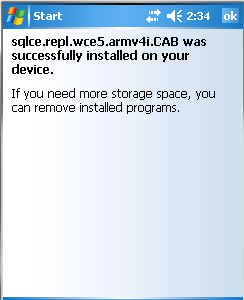 Start 2:34 ok
sqlce.repl.wce5.armv4i.CAB was
successfully installed on your
device.
If you need more storage space, you
can remove installed programs.